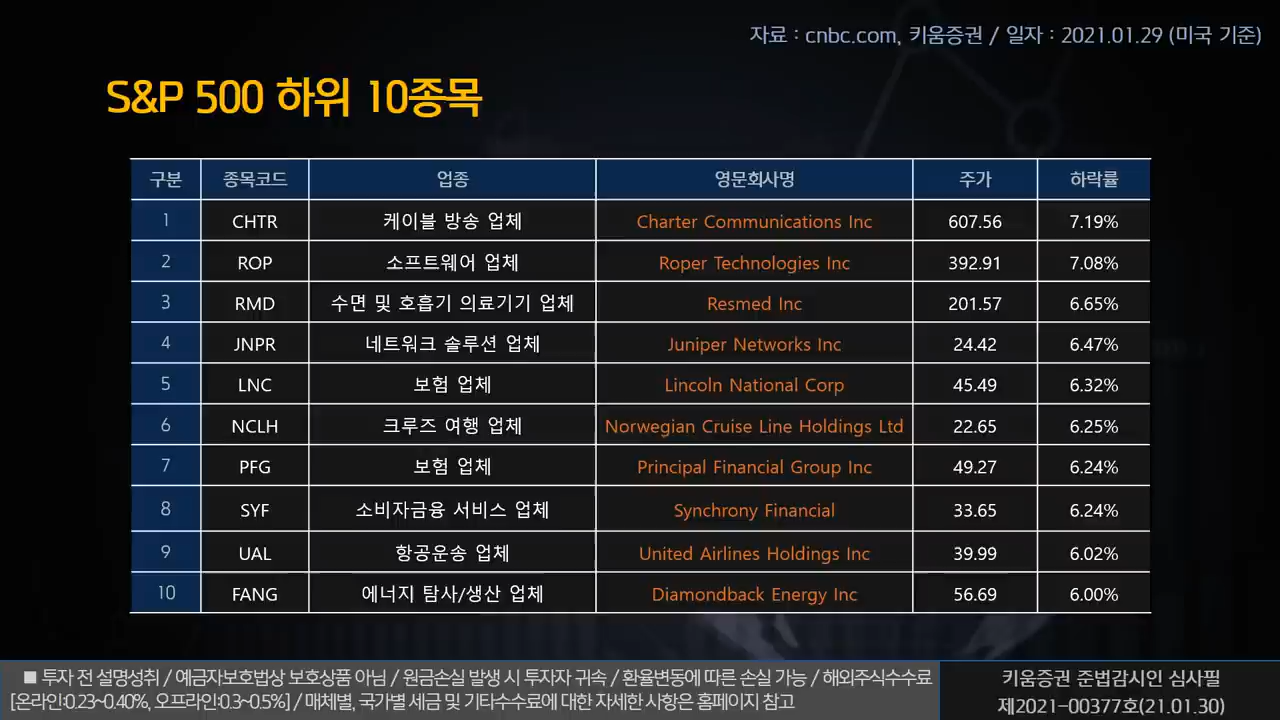 자료 : cnbc.com, 키움증권 / 일자 : 2021.01.29 (미국 기준)
S&P 500 하위 10종목
구분 종목코드 업종 영문회사명 주가 하락률
1 CHTR 케이블 방송 업체 Charter Communications Inc 607.56 7.19%
2 ROP 소프트웨어 업체 Roper Technologies Inc 392.91 7.08%
3 RMD 수면 및 호흡기 의료기기 업체 Resmed Inc 201.57 6.65%
4 JNPR 네트워크 솔루션 업체 Juniper Networks Inc 24.42 6.47%
5 LNC 보험 업체 Lincoln National Corp 45.49 6.32%
6 NCLH 크루즈 여행 업체 Norwegian Cruise Line Holdings Ltd 22.65 6.25%
7 PFG 보험 업체 Principal Financial Group Inc 49.27 6.24%
8 SYF 소비자금융 서비스 업체 Synchrony Financial 33.65 6.24%
9 UAL 항공운송 업체 United Airlines Holdings Inc 39.99 6.02%
10 FANG 에너지 탐사/생산 업체 Diamondback Energy Inc 56.69 6.00%
■ 투자 전 설명성취 / 예금자보호법상 보호상품 아님 / 원금손실 발생 시 투자자 귀속 / 환율변동에 따른 손실 가능 / 해외주식수수료
[온라인:0.23~0.40%, 오프라인:0.3~0.5%] / 매체별, 국가별 세금 및 기타수수료에 대한 자세한 사항은 홈페이지 참고
키움증권 준법감시인 심사필
제2021-00377호(21.01.30)